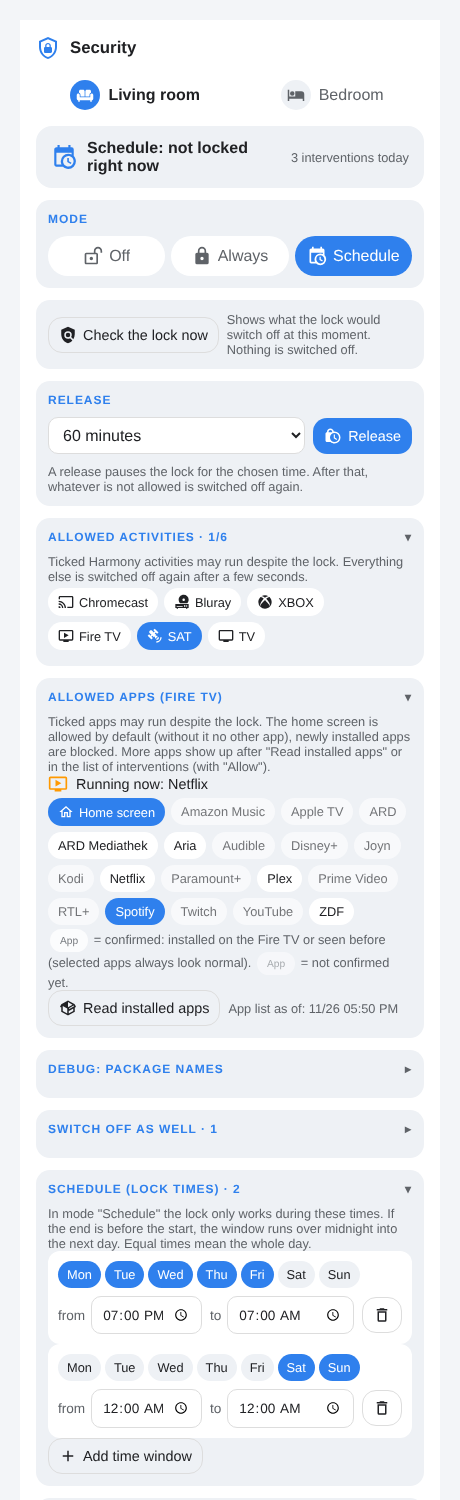 Security
Living room
Bedroom
Schedule: not locked
right now
3 interventions today
MODE
Off
Always
Schedule
Check the lock now
Shows what the lock would
switch off at this moment.
Nothing is switched off.
RELEASE
60 minutes
Release
A release pauses the lock for the chosen time. After that,
whatever is not allowed is switched off again.
ALLOWED ACTIVITIES · 1/6
Ticked Harmony activities may run despite the lock. Everything
else is switched off again after a few seconds.
Chromecast
Bluray
XBOX
Fire TV
SAT
TV
ALLOWED APPS (FIRE TV)
Ticked apps may run despite the lock. The home screen is
allowed by default (without it no other app), newly installed apps
are blocked. More apps show up after "Read installed apps" or
in the list of interventions (with "Allow").
Running now: Netflix
Home screen
Amazon Music
Apple TV
ARD
ARD Mediathek
Aria
Audible
Disney+
Joyn
Kodi
Netflix
Paramount+
Plex
Prime Video
RTL+
Spotify
Twitch
YouTube
ZDF
App = confirmed: installed on the Fire TV or seen before
(selected apps always look normal). App = not confirmed
yet.
Read installed apps
App list as of: 11/26 05:50 PM
DEBUG: PACKAGE NAMES
SWITCH OFF AS WELL · 1
SCHEDULE (LOCK TIMES) · 2
In mode "Schedule" the lock only works during these times. If
the end is before the start, the window runs over midnight into
the next day. Equal times mean the whole day.
Mon Tue Wed Thu Fri Sat Sun
from 07:00 PM to 07:00 AM
Mon Tue Wed Thu Fri Sat Sun
from 12:00 AM to 12:00 AM
Add time window